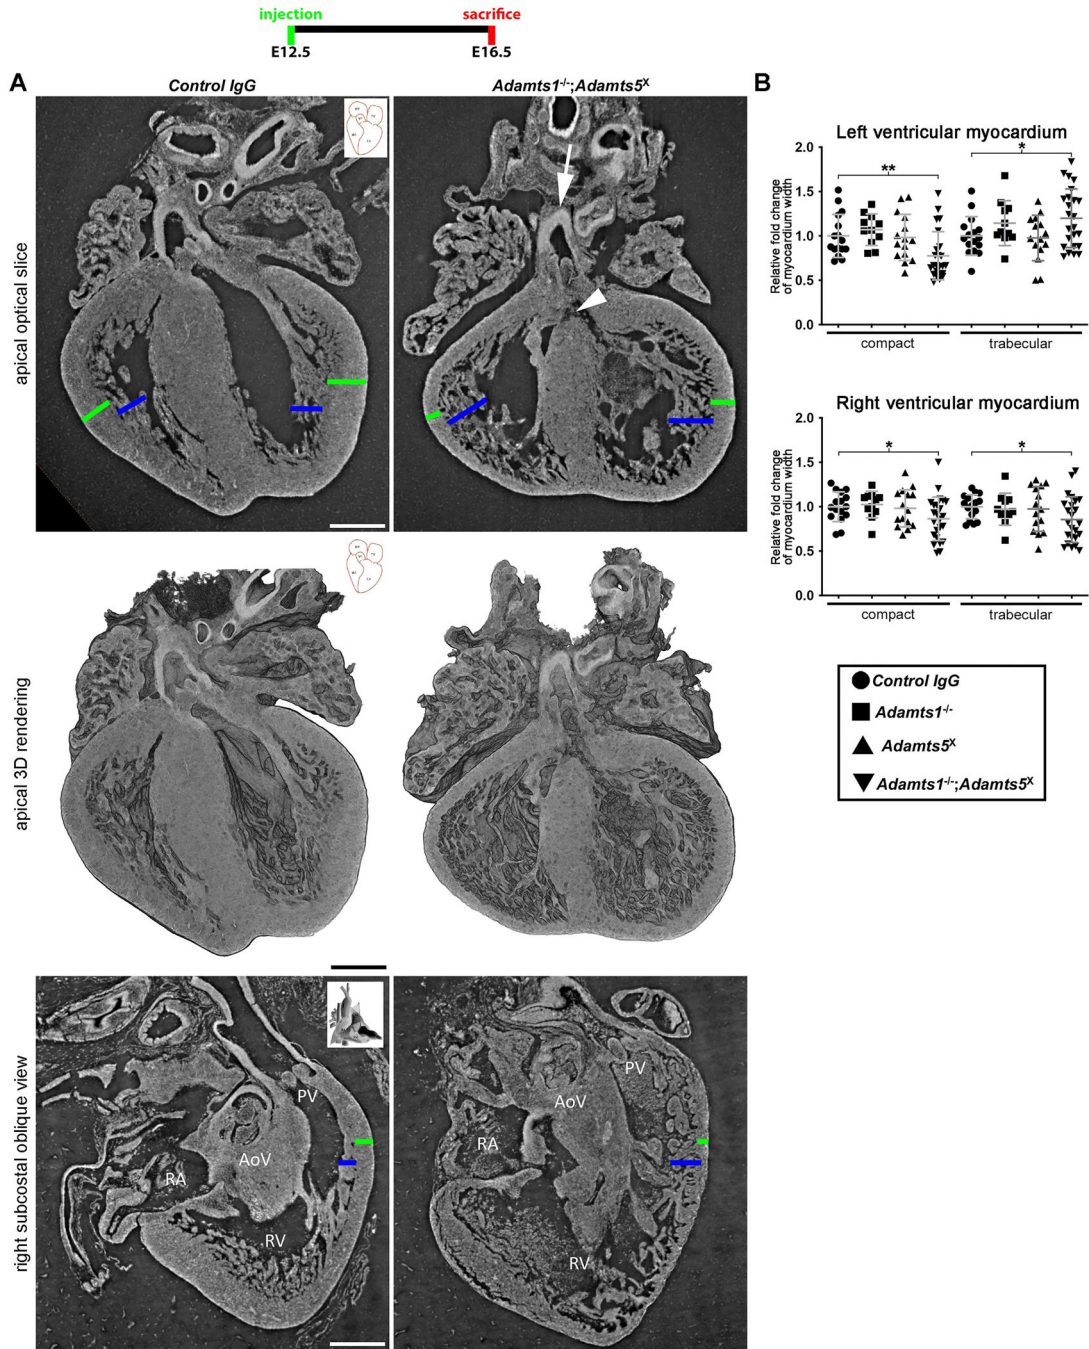 injection sacrifice
E12.5 E16.5
A Control IgG Adamts1-/-;Adamts5X B
apical optical slice
apical 3D rendering
right subcostal oblique view
PV
AoV
RA
RV
PV
AoV
RA
RV
Left ventricular myocardium
Relative fold change
of myocardium width
2.0
1.5
1.0
0.5
0.0
**
*
compact trabecular
Right ventricular myocardium
Relative fold change
of myocardium width
2.0
1.5
1.0
0.5
0.0
*
*
compact trabecular
Control IgG
Adamts1-/-
Adamts5X
Adamts1-/-;Adamts5X